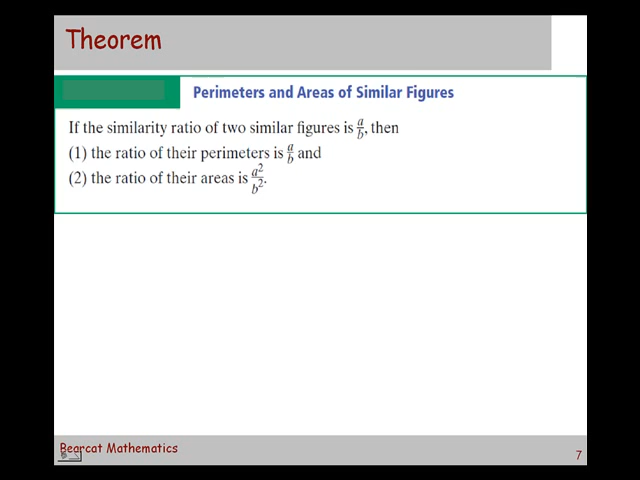 Theorem
Perimeters and Areas of Similar Figures
If the similarity ratio of two similar figures is a/b, then
(1) the ratio of their perimeters is a/b and
(2) the ratio of their areas is a²/b².
Bearcat Mathematics
7